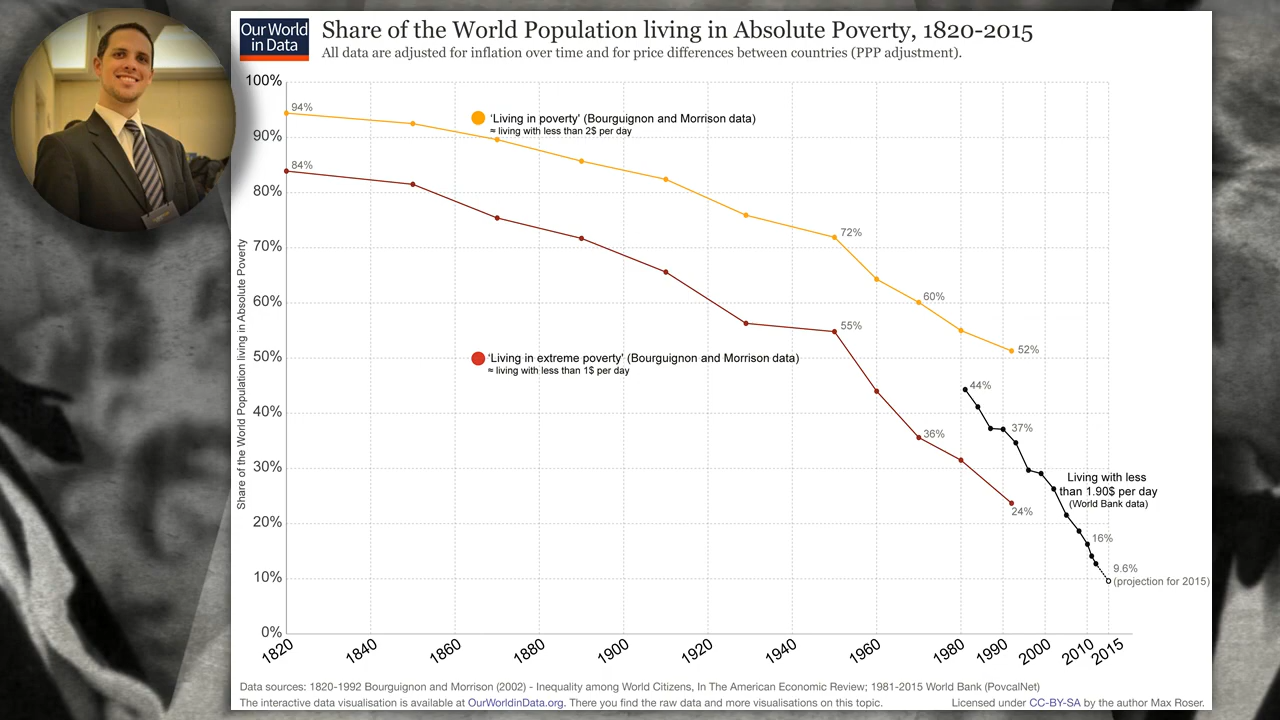 Our World
in Data
Share of the World Population living in Absolute Poverty, 1820-2015
All data are adjusted for inflation over time and for price differences between countries (PPP adjustment).
Share of the World Population living in Absolute Poverty
100%
90%
80%
70%
60%
50%
40%
30%
20%
10%
0%
94%
84%
'Living in poverty' (Bourguignon and Morrison data)
≈ living with less than 2$ per day
72%
60%
52%
55%
'Living in extreme poverty' (Bourguignon and Morrison data)
≈ living with less than 1$ per day
36%
24%
44%
37%
Living with less
than 1.90$ per day
(World Bank data)
16%
9.6%
(projection for 2015)
1820
1840
1860
1880
1900
1920
1940
1960
1980
1990
2000
2010
2015
Data sources: 1820-1992 Bourguignon and Morrison (2002) - Inequality among World Citizens, In The American Economic Review; 1981-2015 World Bank (PovcalNet)
The interactive data visualisation is available at OurWorldinData.org. There you find the raw data and more visualisations on this topic.
Licensed under CC-BY-SA by the author Max Roser.